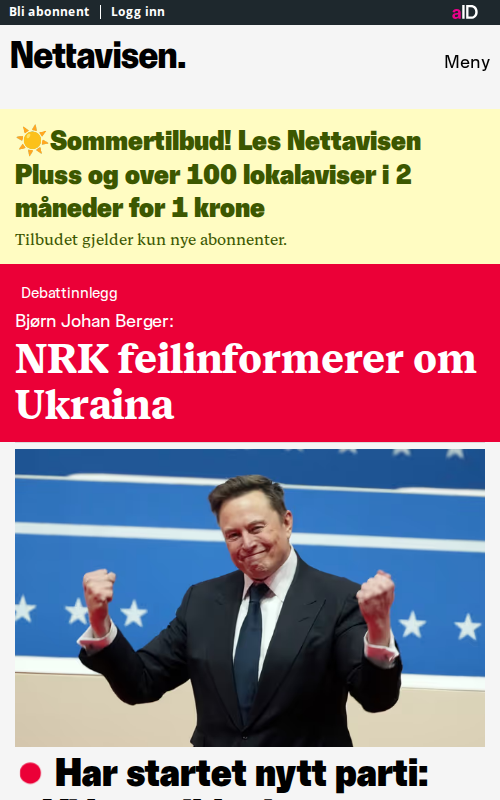 Bli abonnent | Logg inn
aID
Nettavisen.
Meny
☀️Sommertilbud! Les Nettavisen
Pluss og over 100 lokalaviser i 2
måneder for 1 krone
Tilbudet gjelder kun nye abonnenter.
Debattinnlegg
Bjørn Johan Berger:
NRK feilinformerer om
Ukraina
Har startet nytt parti: